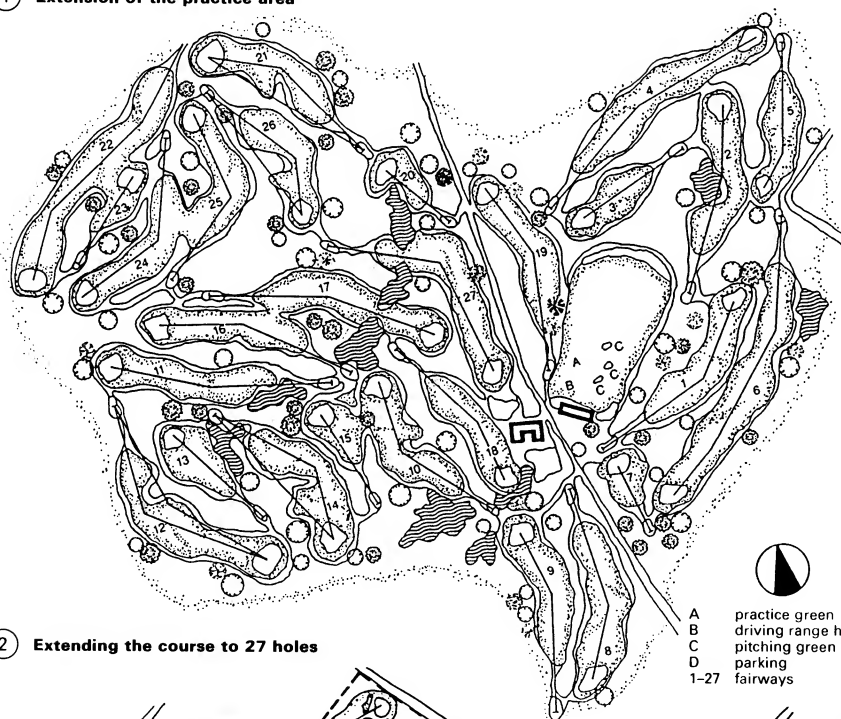 Extension of the practice area
21
4
5
22
26
2
20
23
25
3
19
24
27
17
16
C
A
C
B
C
1
11
6
15
18
13
10
14
12
9
8
A practice green
B driving range h
C pitching green
D parking
1–27 fairways
2 Extending the course to 27 holes